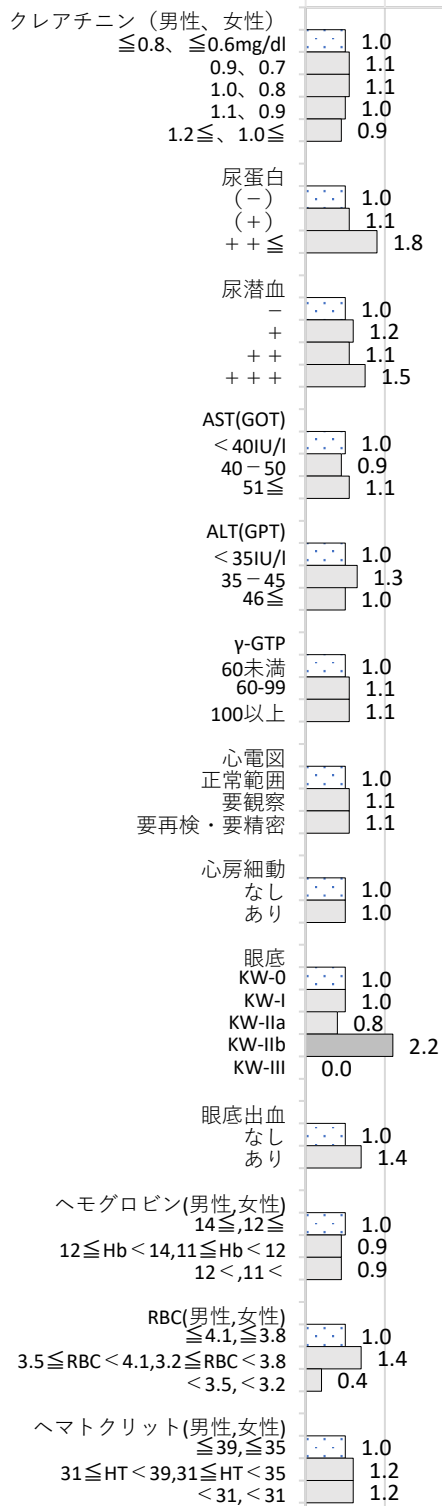 クレアチニン（男性、女性）
≦0.8、≦0.6mg/dl 1.0
0.9、0.7 1.1
1.0、0.8 1.1
1.1、0.9 1.0
1.2≦、1.0≦ 0.9
尿蛋白
（－） 1.0
（＋） 1.1
＋＋≦ 1.8
尿潜血
－ 1.0
＋ 1.2
＋＋ 1.1
＋＋＋ 1.5
AST(GOT)
＜40IU/l 1.0
40－50 0.9
51≦ 1.1
ALT(GPT)
＜35IU/l 1.0
35－45 1.3
46≦ 1.0
γ-GTP
60未満 1.0
60-99 1.1
100以上 1.1
心電図
正常範囲 1.0
要観察 1.1
要再検・要精密 1.1
心房細動
なし 1.0
あり 1.0
眼底
KW-0 1.0
KW-I 1.0
KW-IIa 0.8
KW-IIb 2.2
KW-III 0.0
眼底出血
なし 1.0
あり 1.4
ヘモグロビン(男性,女性)
14≦,12≦ 1.0
12≦Hb＜14,11≦Hb＜12 0.9
12＜,11＜ 0.9
RBC(男性,女性)
≦4.1,≦3.8 1.0
3.5≦RBC＜4.1,3.2≦RBC＜3.8 1.4
＜3.5,＜3.2 0.4
ヘマトクリット(男性,女性)
≦39,≦35 1.0
31≦HT＜39,31≦HT＜35 1.2
＜31,＜31 1.2